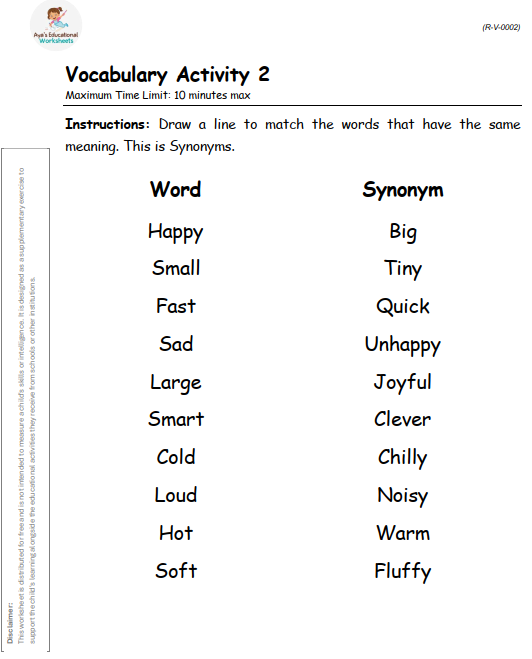 Aya's Educational
Worksheets
(R-V-0002)
Vocabulary Activity 2
Maximum Time Limit: 10 minutes max
Instructions: Draw a line to match the words that have the same
meaning. This is Synonyms.
Word Synonym
Happy Big
Small Tiny
Fast Quick
Sad Unhappy
Large Joyful
Smart Clever
Cold Chilly
Loud Noisy
Hot Warm
Soft Fluffy
Disclaimer:
This worksheet is distributed for free and is not intended to measure a child's skills or intelligence. It is designed as a supplementary exercise to
support the child's learning alongside the educational activities they receive from schools or other institutions.